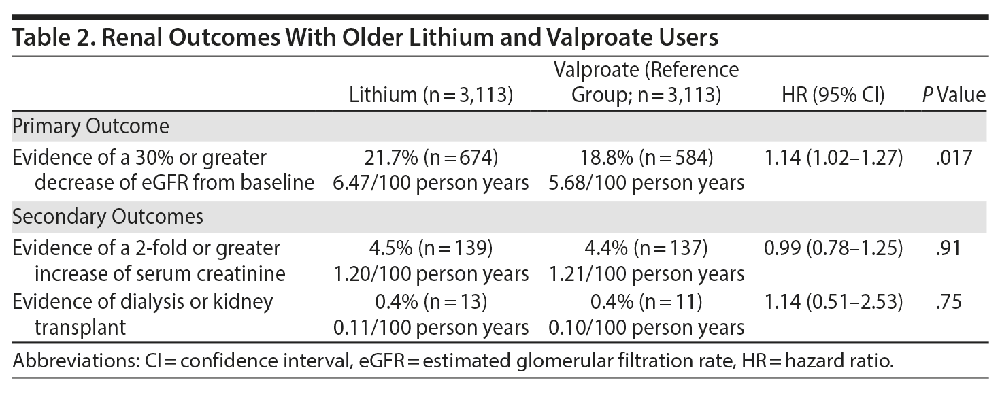 Table 2. Renal Outcomes With Older Lithium and Valproate Users
Lithium (n = 3,113)
Valproate (Reference
Group; n = 3,113)
HR (95% CI)
P Value
Primary Outcome
Evidence of a 30% or greater 21.7% (n = 674) 18.8% (n = 584) 1.14 (1.02–1.27) .017
decrease of eGFR from baseline 6.47/100 person years 5.68/100 person years
Secondary Outcomes
Evidence of a 2-fold or greater 4.5% (n = 139) 4.4% (n = 137) 0.99 (0.78–1.25) .91
increase of serum creatinine 1.20/100 person years 1.21/100 person years
Evidence of dialysis or kidney 0.4% (n = 13) 0.4% (n = 11) 1.14 (0.51–2.53) .75
transplant 0.11/100 person years 0.10/100 person years
Abbreviations: CI = confidence interval, eGFR = estimated glomerular filtration rate, HR = hazard ratio.